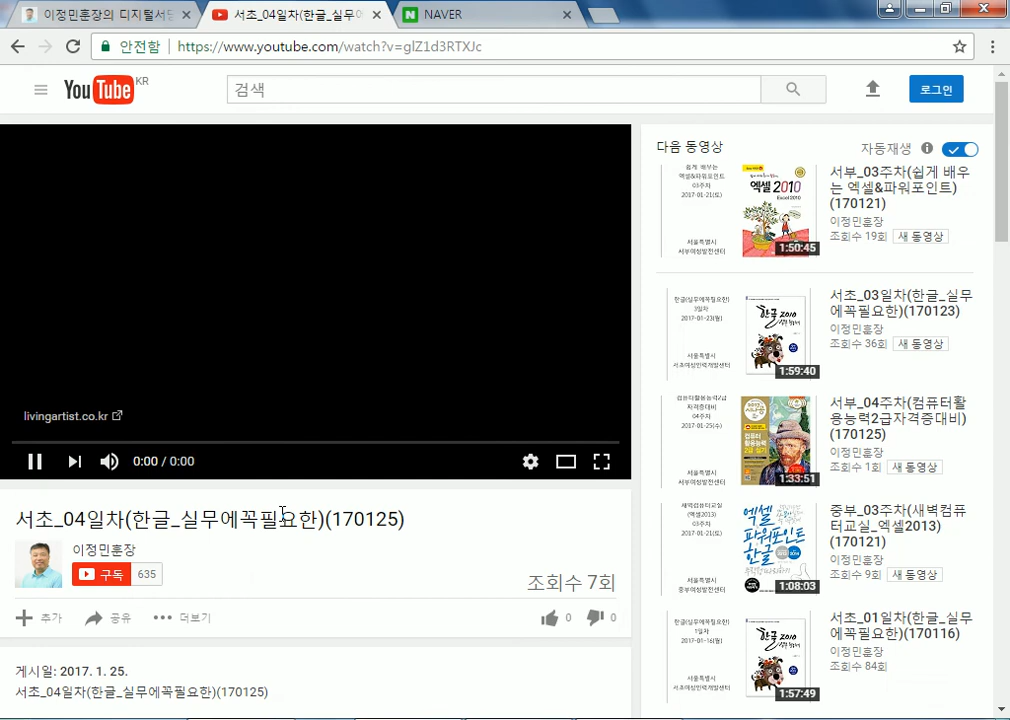 이정민훈장의 디지털서당
서초_04일차(한글_실무에
NAVER
안전함
https://www.youtube.com/watch?v=glZ1d3RTXJc
YouTube KR
검색
로그인
livingartist.co.kr
0:00 / 0:00
서초_04일차(한글_실무에꼭필요한)(170125)
이정민훈장
구독 635
조회수 7회
추가 공유 더보기
0 0
게시일: 2017. 1. 25.
서초_04일차(한글_실무에꼭필요한)(170125)
다음 동영상
자동재생
쉽게 배우는
엑셀&파워포인트
03주차
2017-01-21(토)
서울특별시
서부여성발전센터
엑셀 2010
Excel 2010
1:50:45
서부_03주차(쉽게 배우
는 엑셀&파워포인트)
(170121)
이정민훈장
조회수 19회 새 동영상
한글(실무에꼭필요한)
3일차
2017-01-23(월)
서울특별시
서초여성인력개발센터
한글 2010
1:59:40
서초_03일차(한글_실무
에꼭필요한)(170123)
이정민훈장
조회수 36회 새 동영상
컴퓨터활용능력2급
자격증대비
04주차
2017-01-25(수)
서울특별시
서부여성발전센터
1:33:51
서부_04주차(컴퓨터활
용능력2급자격증대비)
(170125)
이정민훈장
조회수 1회 새 동영상
새벽컴퓨터교실
(엑셀2013)
03주차
2017-01-21(토)
서울특별시
중부여성발전센터
엑셀
파워포인트
한글
1:08:03
중부_03주차(새벽컴퓨
터교실_엑셀2013)
(170121)
이정민훈장
조회수 9회 새 동영상
한글(실무에꼭필요한)
1일차
2017-01-16(월)
서울특별시
서초여성인력개발센터
한글 2010
1:57:49
서초_01일차(한글_실무
에꼭필요한)(170116)
이정민훈장
조회수 84회